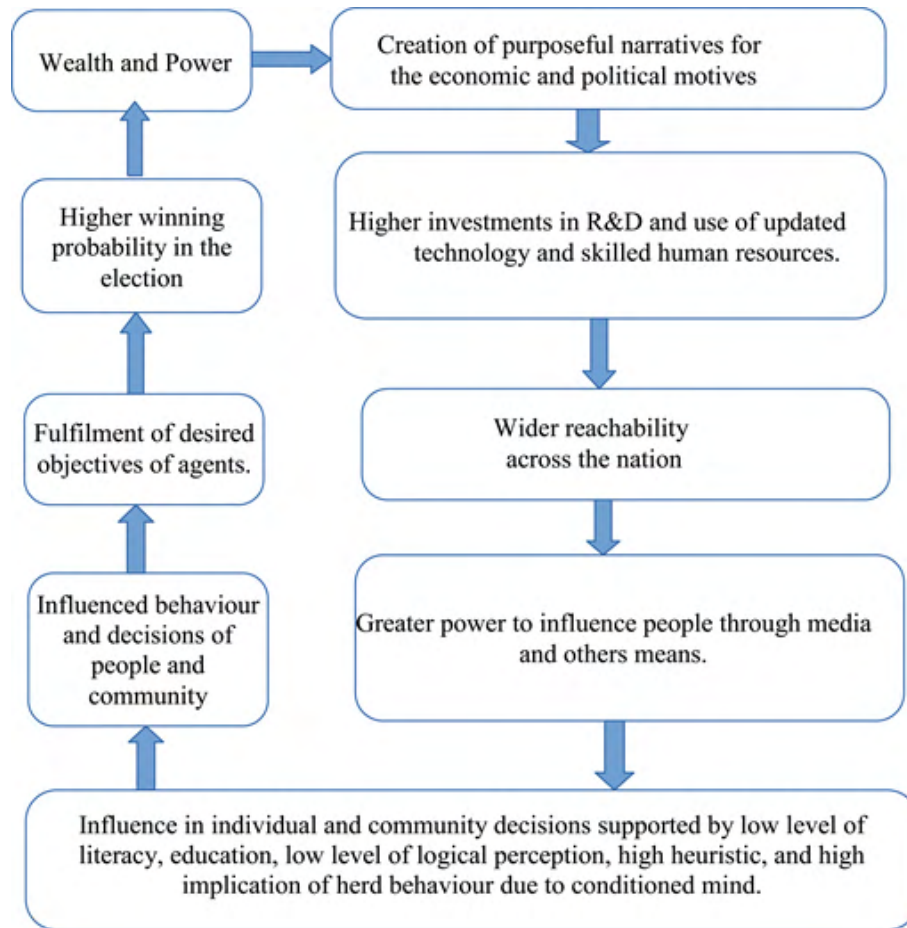 Wealth and Power
Creation of purposeful narratives for
the economic and political motives
Higher investments in R&D and use of updated
technology and skilled human resources.
Wider reachability
across the nation
Greater power to influence people through media
and others means.
Influence in individual and community decisions supported by low level of
literacy, education, low level of logical perception, high heuristic, and high
implication of herd behaviour due to conditioned mind.
Influenced behaviour
and decisions of
people and
community
Fulfilment of desired
objectives of agents.
Higher winning
probability in the
election